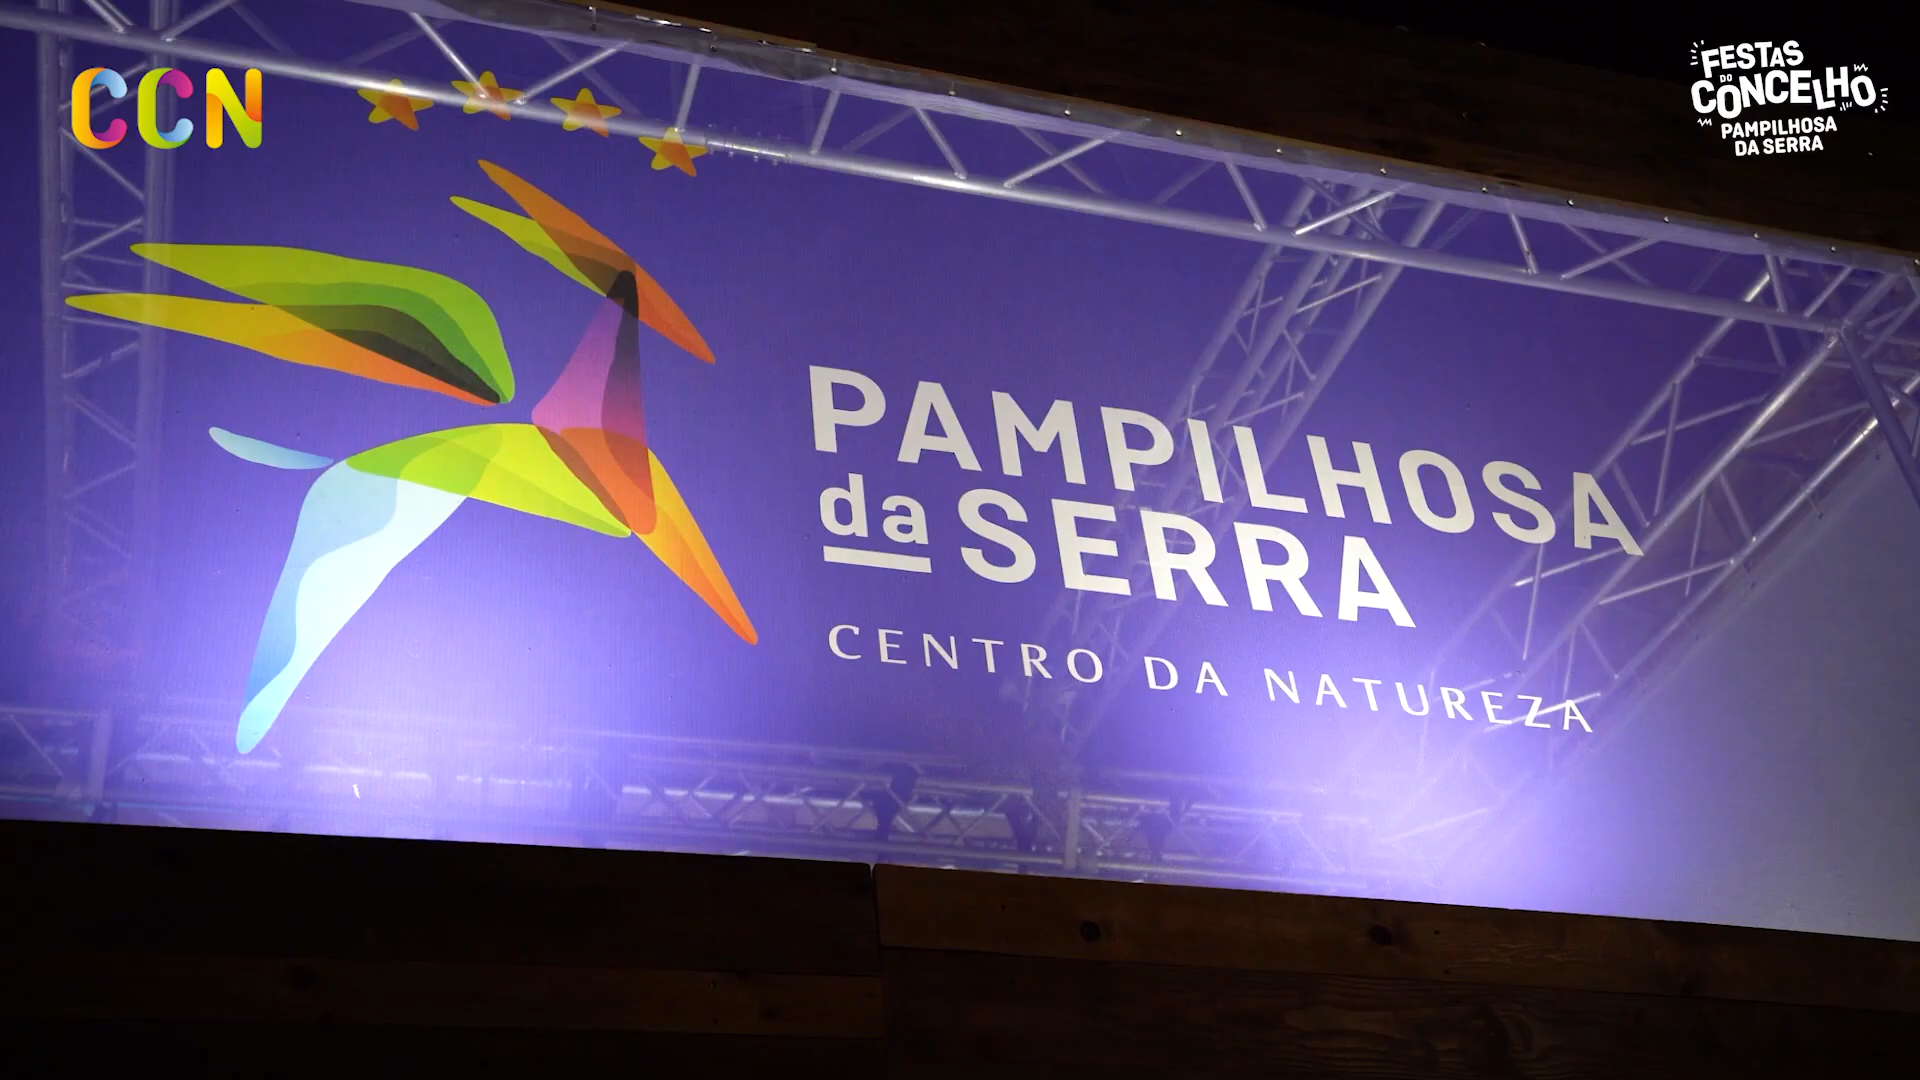 CCN
FESTAS
DO
CONCELHO
PAMPILHOSA
DA SERRA
PAMPILHOSA
da SERRA
CENTRO DA NATUREZA